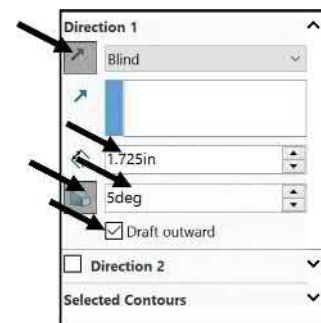 Direction 1
Blind
1.725in
5deg
Draft outward
Direction 2
Selected Contours